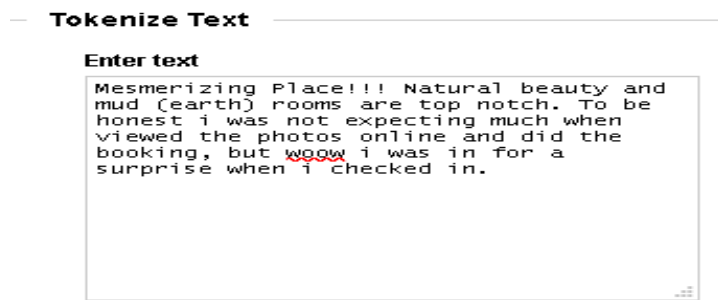 Tokenize Text
Enter text
Mesmerizing Place!!! Natural beauty and
mud (earth) rooms are top notch. To be
honest i was not expecting much when
viewed the photos online and did the
booking, but woow i was in for a
surprise when i checked in.